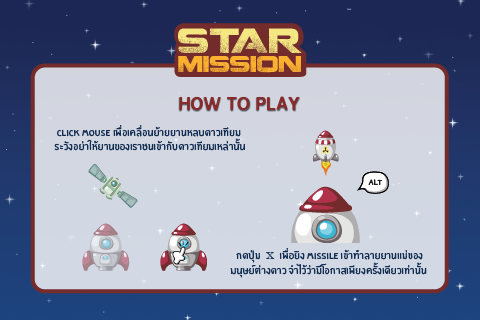 STAR
MISSION
HOW TO PLAY
CLICK MOUSE เพื่อเคลื่อนย้ายยานหลบดาวเทียม
ระวังอย่าให้ยานของเราชนเข้ากับดาวเทียมเหล่านั้น
ALT
กดปุ่ม X เพื่อยิง MISSILE เข้าทำลายยานแม่ของ
มนุษย์ต่างดาว จำไว้ว่ามีโอกาสเพียงครั้งเดียวเท่านั้น